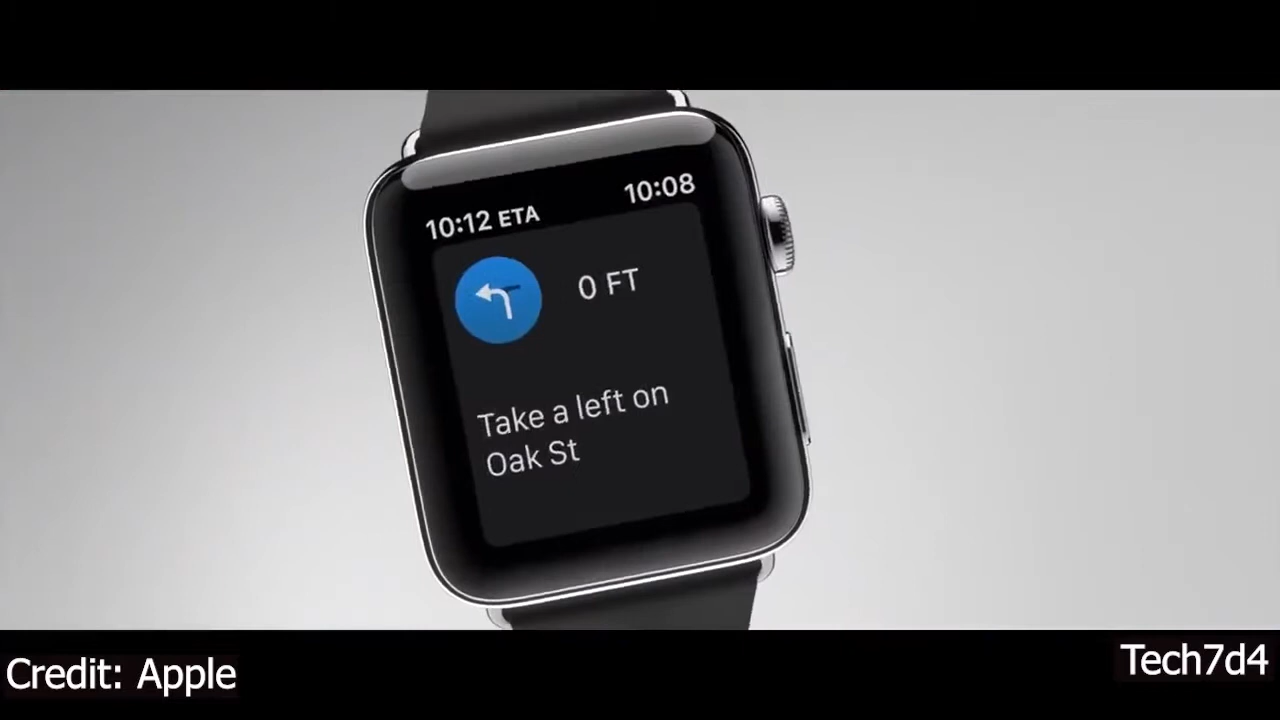 10:12 ETA 10:08
0 FT
Take a left on
Oak St
Credit: Apple
Tech7d4